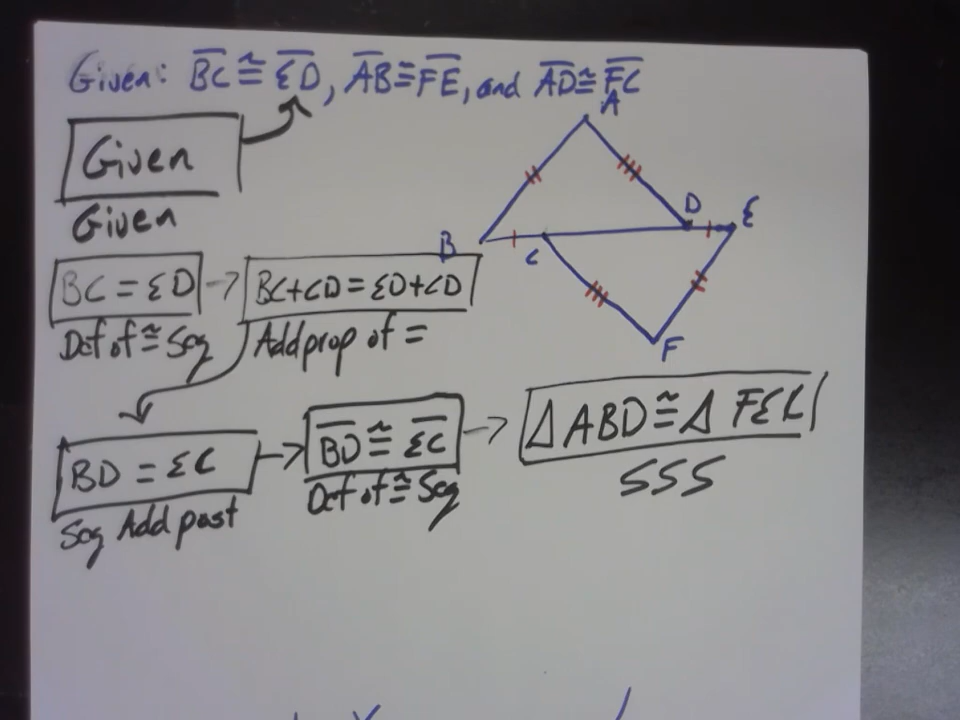 Given: BC ≅ ED, AB ≅ FE, and AD ≅ FC
Given
Given
A
D
E
B
C
F
BC = ED → BC+CD = ED+CD
Def of ≅ Seg
Add prop of =
BD = EC → BD ≅ EC → Δ ABD ≅ Δ FEC
Seg Add post
Def of ≅ Seg
SSS